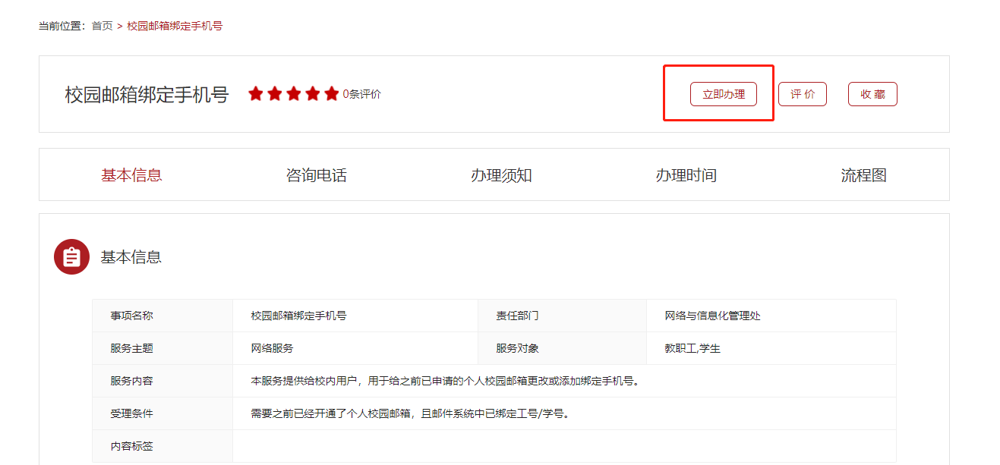 当前位置：首页 > 校园邮箱绑定手机号
校园邮箱绑定手机号 0条评价 立即办理 评 价 收 藏
基本信息 咨询电话 办理须知 办理时间 流程图
基本信息
事项名称 校园邮箱绑定手机号 责任部门 网络与信息化管理处
服务主题 网络服务 服务对象 教职工,学生
服务内容 本服务提供给校内用户，用于给之前已申请的个人校园邮箱更改或添加绑定手机号。
受理条件 需要之前已经开通了个人校园邮箱，且邮件系统中已绑定工号/学号。
内容标签